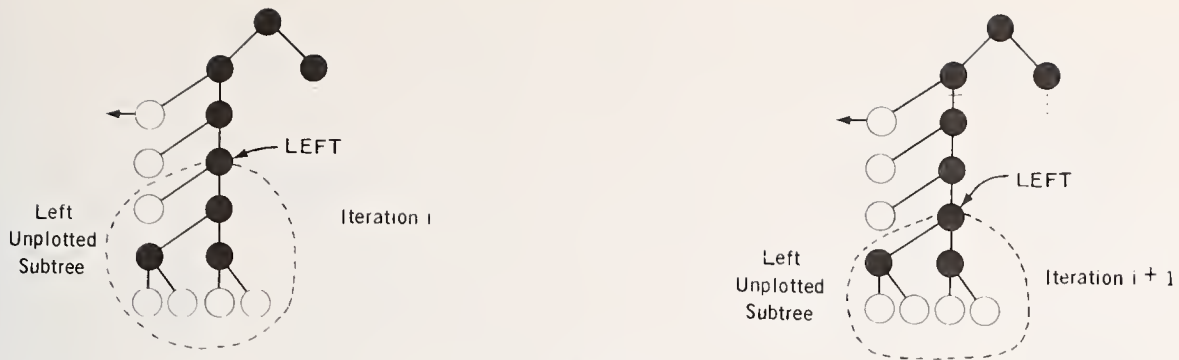 LEFT
Left
Unplotted
Subtree
Iteration i
LEFT
Left
Unplotted
Subtree
Iteration i + 1